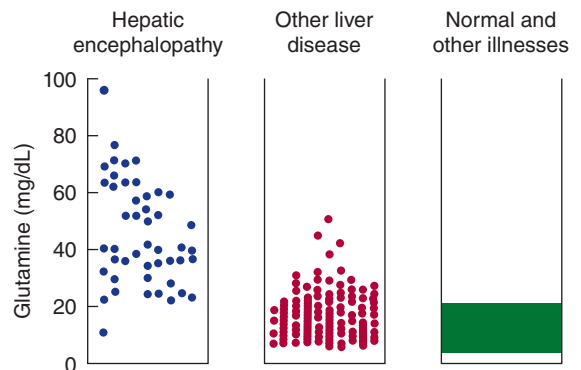 Hepatic
encephalopathy
Other liver
disease
Normal and
other illnesses
Glutamine (mg/dL)
100
80
60
40
20
0